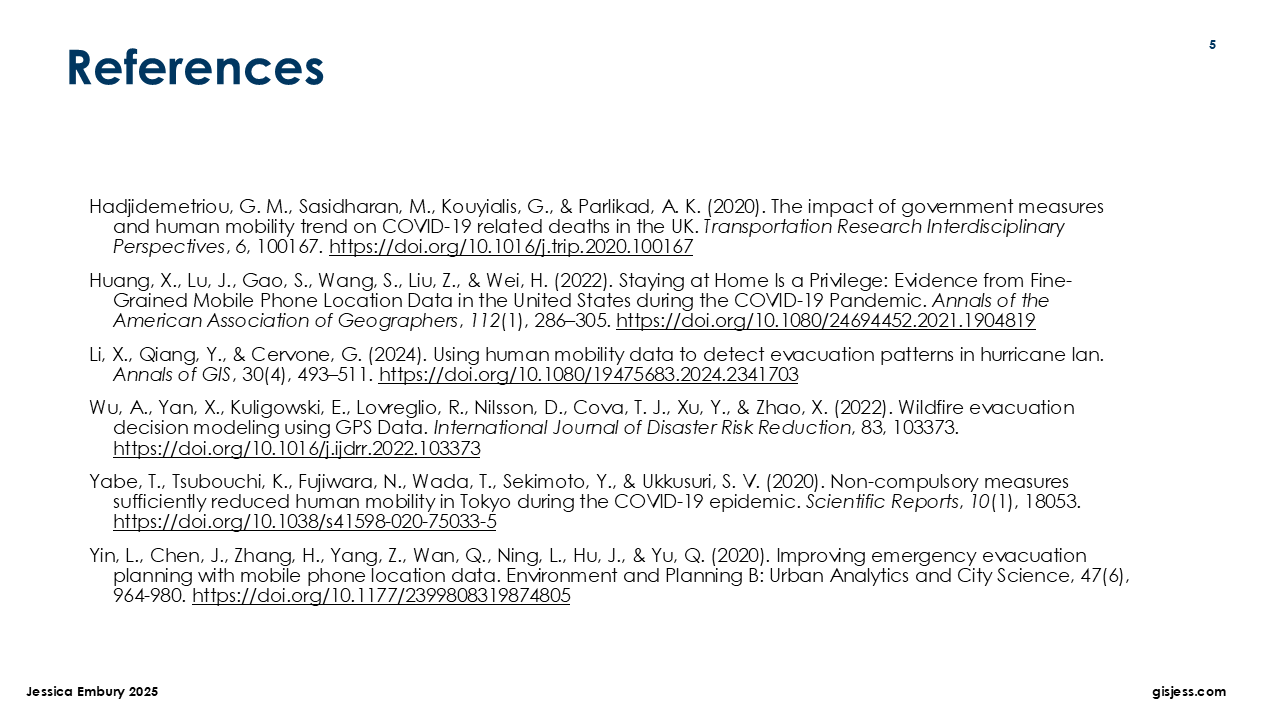 5
References
Hadjidemetriou, G. M., Sasidharan, M., Kouyialis, G., & Parlikad, A. K. (2020). The impact of government measures
and human mobility trend on COVID-19 related deaths in the UK. Transportation Research Interdisciplinary
Perspectives, 6, 100167. https://doi.org/10.1016/j.trip.2020.100167
Huang, X., Lu, J., Gao, S., Wang, S., Liu, Z., & Wei, H. (2022). Staying at Home Is a Privilege: Evidence from Fine-
Grained Mobile Phone Location Data in the United States during the COVID-19 Pandemic. Annals of the
American Association of Geographers, 112(1), 286–305. https://doi.org/10.1080/24694452.2021.1904819
Li, X., Qiang, Y., & Cervone, G. (2024). Using human mobility data to detect evacuation patterns in hurricane Ian.
Annals of GIS, 30(4), 493–511. https://doi.org/10.1080/19475683.2024.2341703
Wu, A., Yan, X., Kuligowski, E., Lovreglio, R., Nilsson, D., Cova, T. J., Xu, Y., & Zhao, X. (2022). Wildfire evacuation
decision modeling using GPS Data. International Journal of Disaster Risk Reduction, 83, 103373.
https://doi.org/10.1016/j.ijdrr.2022.103373
Yabe, T., Tsubouchi, K., Fujiwara, N., Wada, T., Sekimoto, Y., & Ukkusuri, S. V. (2020). Non-compulsory measures
sufficiently reduced human mobility in Tokyo during the COVID-19 epidemic. Scientific Reports, 10(1), 18053.
https://doi.org/10.1038/s41598-020-75033-5
Yin, L., Chen, J., Zhang, H., Yang, Z., Wan, Q., Ning, L., Hu, J., & Yu, Q. (2020). Improving emergency evacuation
planning with mobile phone location data. Environment and Planning B: Urban Analytics and City Science, 47(6),
964-980. https://doi.org/10.1177/2399808319874805
Jessica Embury 2025
gisjess.com